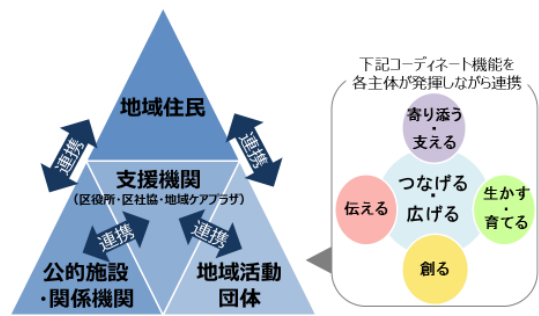 地域住民
連携
連携
支援機関
(区役所・区社協・地域ケアプラザ)
連携
連携
公的施設
・関係機関
地域活動
団体
下記コーディネート機能を
各主体が発揮しながら連携
寄り添う
・
支える
つなげる
・
広げる
伝える
生かす
・
育てる
創る